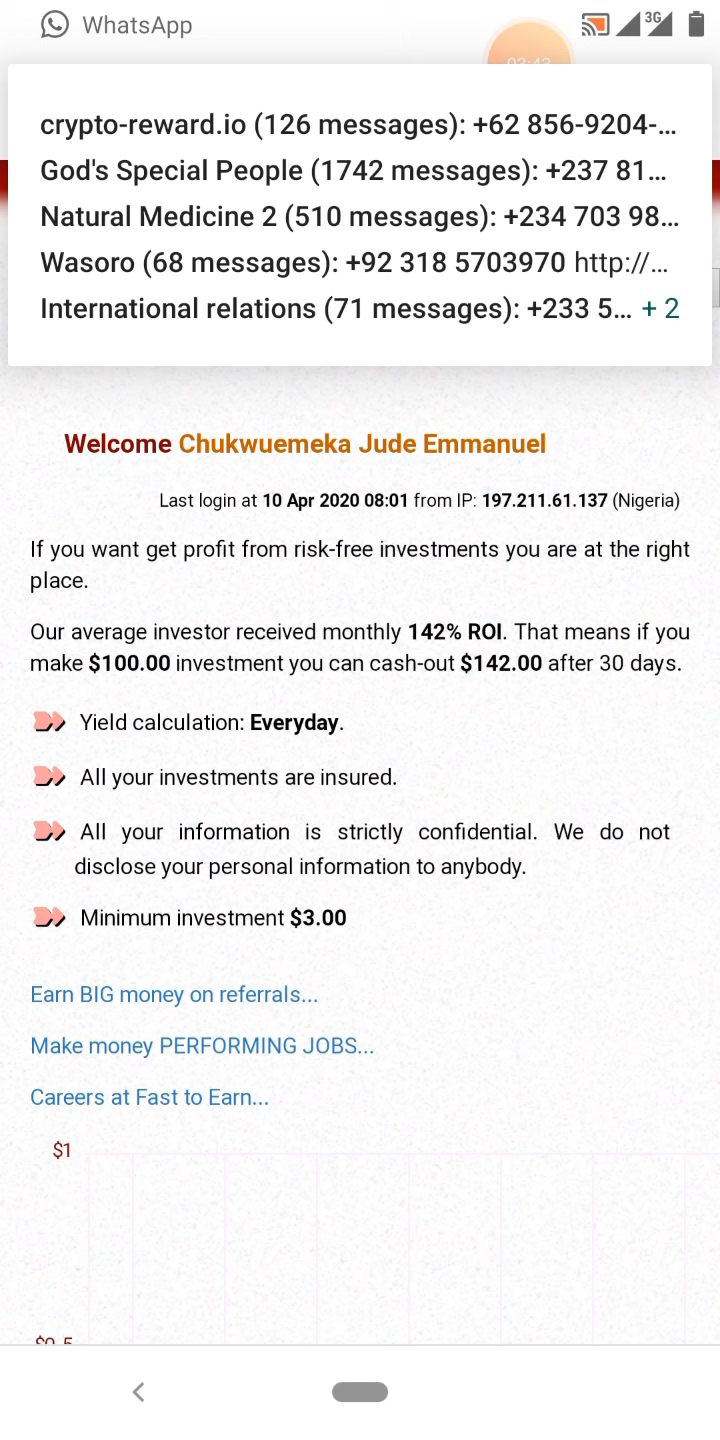 WhatsApp
3G
03:42
crypto-reward.io (126 messages): +62 856-9204-...
God's Special People (1742 messages): +237 81...
Natural Medicine 2 (510 messages): +234 703 98...
Wasoro (68 messages): +92 318 5703970 http://...
International relations (71 messages): +233 5... + 2
Welcome Chukwuemeka Jude Emmanuel
Last login at 10 Apr 2020 08:01 from IP: 197.211.61.137 (Nigeria)
If you want get profit from risk-free investments you are at the right
place.
Our average investor received monthly 142% ROI. That means if you
make $100.00 investment you can cash-out $142.00 after 30 days.
Yield calculation: Everyday.
All your investments are insured.
All your information is strictly confidential. We do not
disclose your personal information to anybody.
Minimum investment $3.00
Earn BIG money on referrals...
Make money PERFORMING JOBS...
Careers at Fast to Earn...
$1